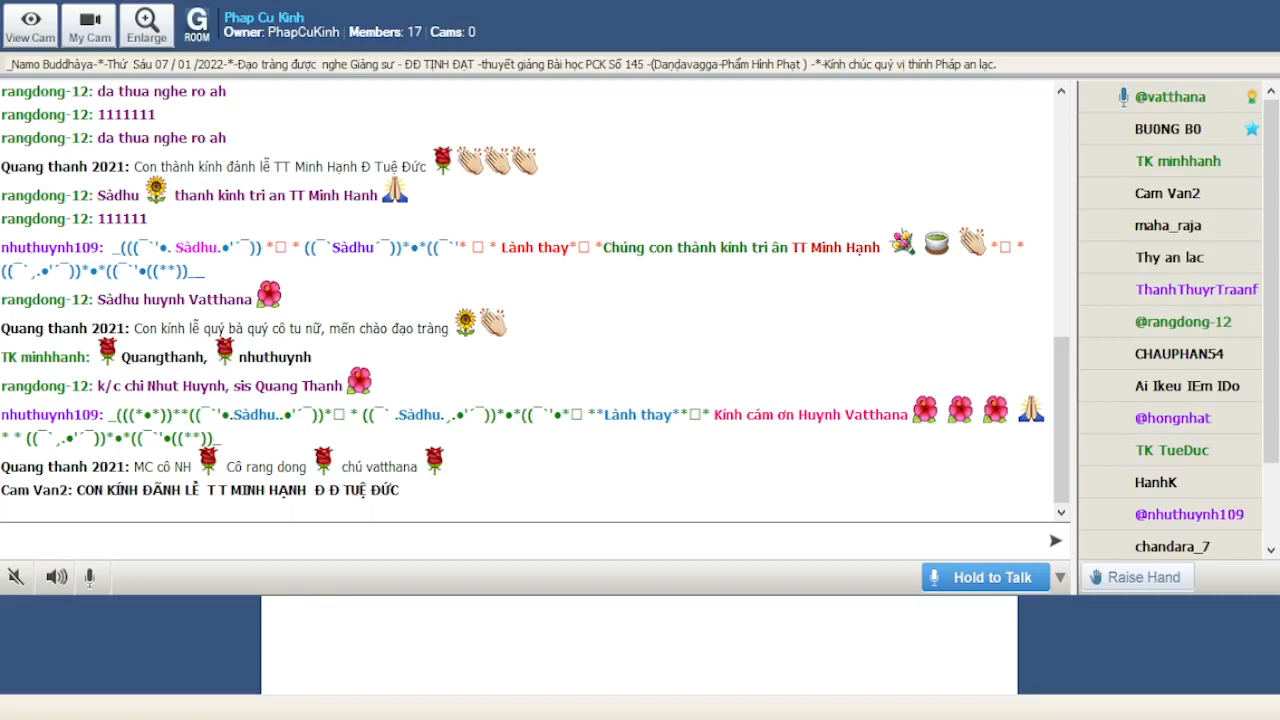 View Cam
My Cam
Enlarge
G ROOM
Phap Cu Kinh
Owner: PhapCuKinh | Members: 17 | Cams: 0
_Namo Buddhàya-*-Thứ Sáu 07 / 01 /2022-*-Đạo tràng được nghe Giảng sư - ĐĐ TỊNH ĐẠT -thuyết giảng Bài học PCK Số 145 -(Daṇḍavagga-Phẩm Hình Phạt ) -*-Kính chúc quý vị thính Pháp an lạc.
rangdong-12: da thua nghe ro ah
rangdong-12: 1111111
rangdong-12: da thua nghe ro ah
Quang thanh 2021: Con thành kính đảnh lễ TT Minh Hạnh Đ Tuệ Đức 🌹👏👏👏
rangdong-12: Sàdhu 🌻 thanh kinh tri an TT Minh Hanh 🙏
rangdong-12: 111111
nhuthuynh109: _(((¯`'•. Sàdhu.•'´¯)) *▯ * ((¯`Sàdhu´¯))*•*((¯`'* ▯ * Lành thay*▯ *Chúng con thành kính tri ân TT Minh Hạnh 💐 🍵 👏 *▯ *
((¯`¸.•'´¯))*•*((¯`'•((**))__
rangdong-12: Sàdhu huynh Vatthana 🌺
Quang thanh 2021: Con kính lễ quý bà quý cô tu nữ, mến chào đạo tràng 🌻👏
TK minhhanh: 🌹Quangthanh, 🌹nhuthuynh
rangdong-12: k/c chi Nhut Huynh, sis Quang Thanh 🌺
nhuthuynh109: _(((*•*))**((¯`'•.Sàdhu..•'´¯))*▯ * ((¯` .Sàdhu.¸.•'´¯))*•*((¯`'•*▯ **Lành thay**▯* Kính cám ơn Huynh Vatthana 🌺 🌺 🌺 🙏
* * ((¯`¸.•'´¯))*•*((¯`'•((**))_
Quang thanh 2021: MC cô NH 🌹 Cô rang dong 🌹 chú vatthana 🌹
Cam Van2: CON KÍNH ĐÃNH LỄ T T MINH HẠNH Đ Đ TUỆ ĐỨC
Hold to Talk
@vatthana
BU0NG B0
TK minhhanh
Cam Van2
maha_raja
Thy an lac
ThanhThuyrTraanf
@rangdong-12
CHAUPHAN54
Ai Ikeu IEm IDo
@hongnhat
TK TueDuc
HanhK
@nhuthuynh109
chandara_7
Raise Hand